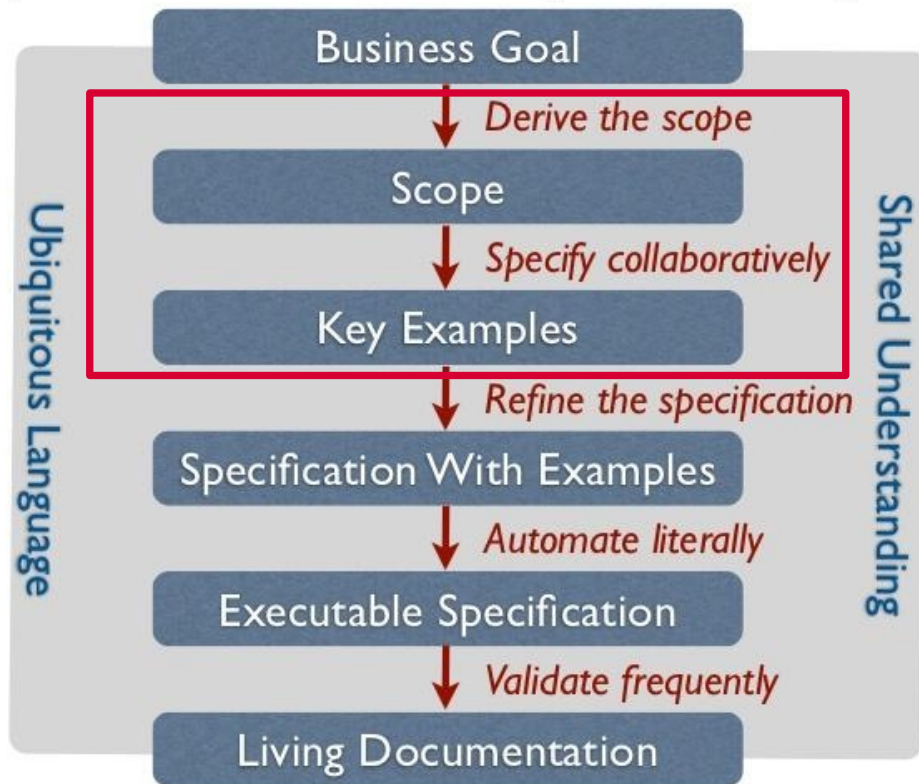 Business Goal
Derive the scope
Scope
Specify collaboratively
Key Examples
Refine the specification
Specification With Examples
Automate literally
Executable Specification
Validate frequently
Living Documentation
Ubiquitous Language
Shared Understanding